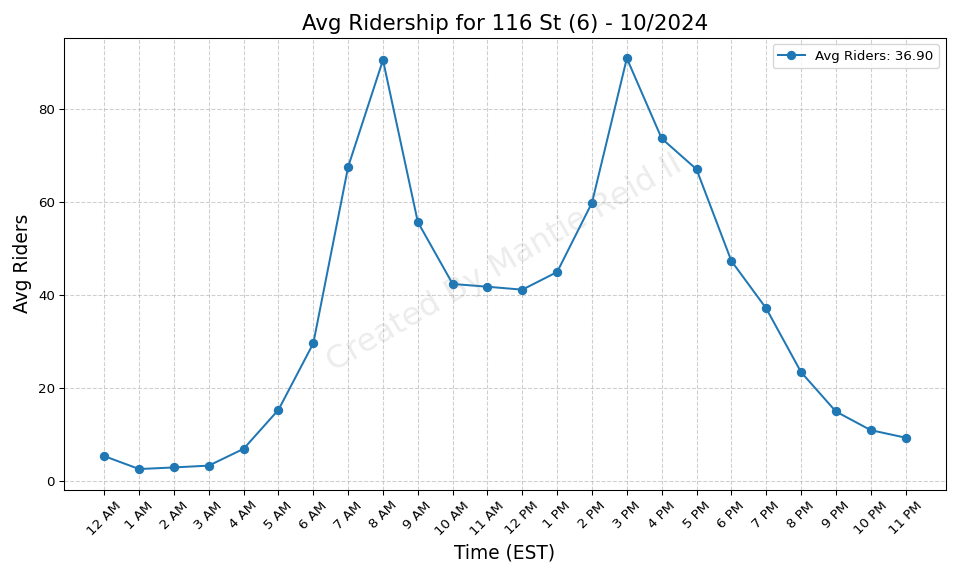 Avg Ridership for 116 St (6) - 10/2024
Avg Riders: 36.90
Avg Riders
80
60
40
20
0
Created By Mantie Reid II
12 AM
1 AM
2 AM
3 AM
4 AM
5 AM
6 AM
7 AM
8 AM
9 AM
10 AM
11 AM
12 PM
1 PM
2 PM
3 PM
4 PM
5 PM
6 PM
7 PM
8 PM
9 PM
10 PM
11 PM
Time (EST)